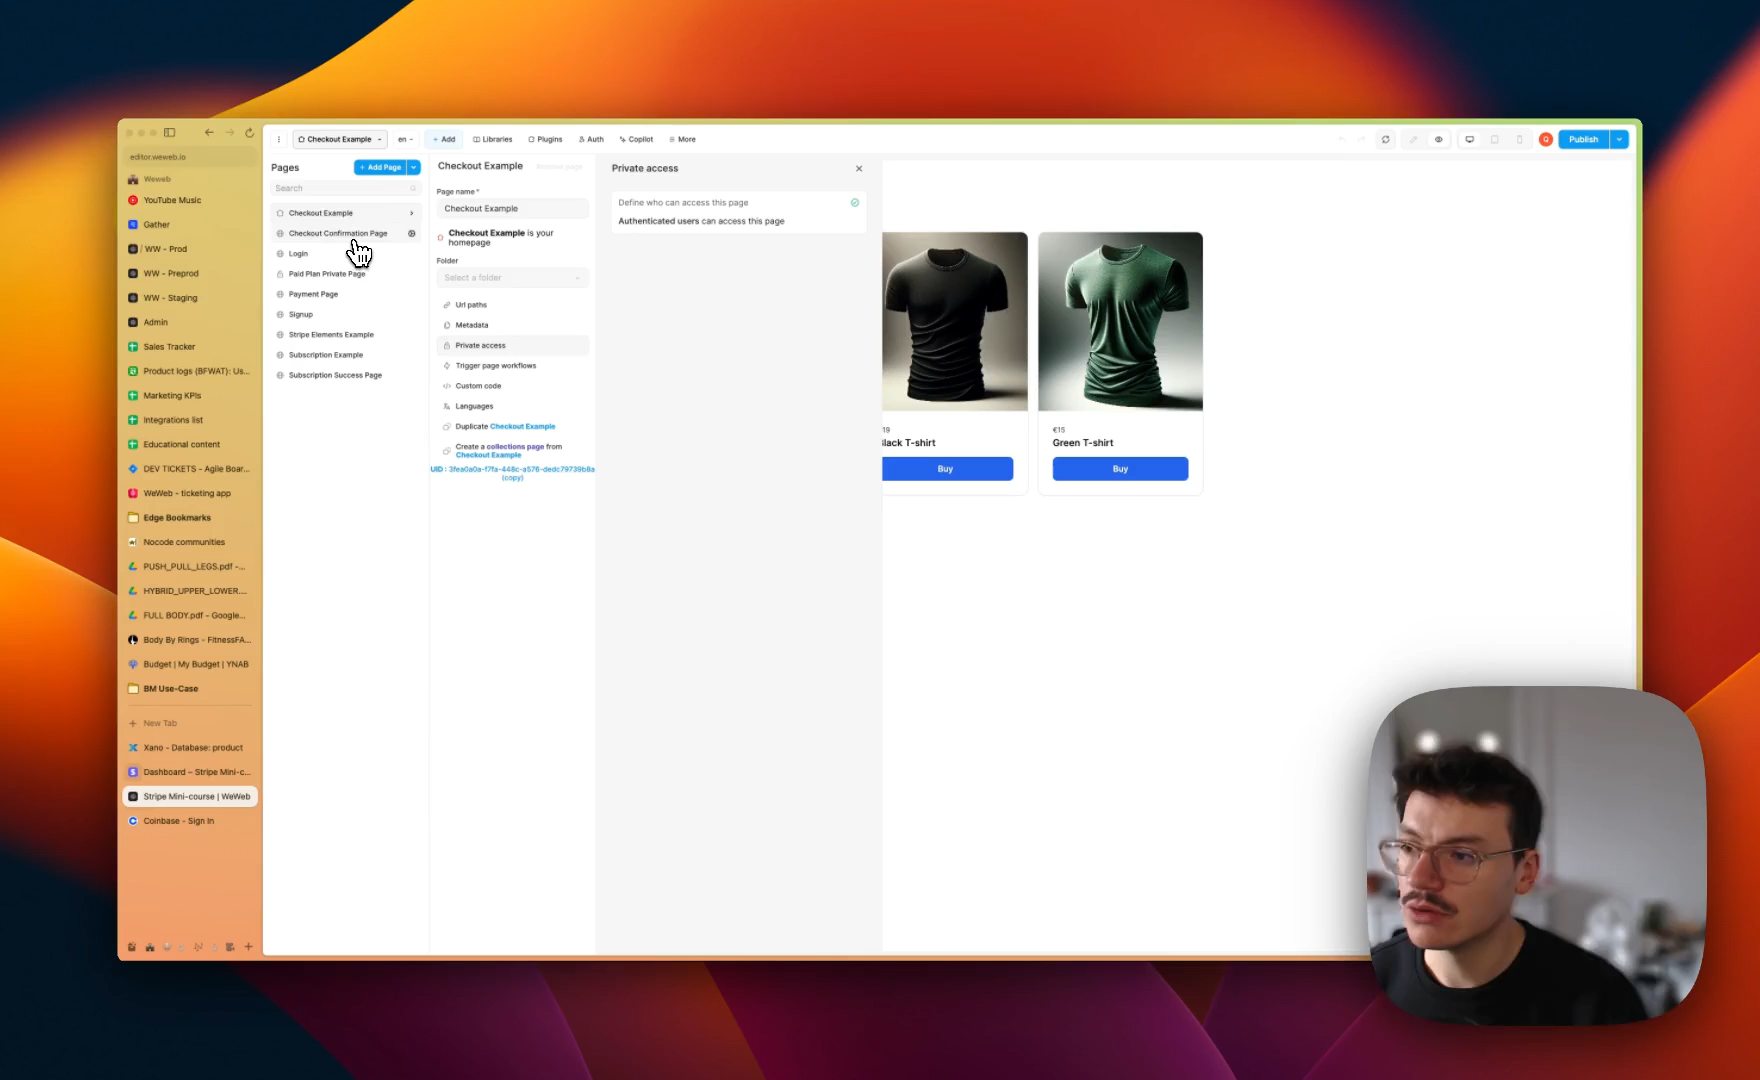 editor.weweb.io
Weweb
YouTube Music
Gather
WW - Prod
WW - Preprod
WW - Staging
Admin
Sales Tracker
Product logs (BFWAT): Us...
Marketing KPIs
Integrations list
Educational content
DEV TICKETS - Agile Boar...
WeWeb - ticketing app
Edge Bookmarks
Nocode communities
PUSH_PULL_LEGS.pdf -...
HYBRID_UPPER_LOWER....
FULL BODY.pdf - Google...
Body By Rings - FitnessFA...
Budget | My Budget | YNAB
BM Use-Case
+ New Tab
Xano - Database: product
Dashboard – Stripe Mini-c...
Stripe Mini-course | WeWeb
Coinbase - Sign In
Checkout Example
en
+ Add
Libraries
Plugins
Auth
Copilot
More
Q
Publish
Pages
+ Add Page
Search
Checkout Example
Checkout Confirmation Page
Login
Paid Plan Private Page
Payment Page
Signup
Stripe Elements Example
Subscription Example
Subscription Success Page
Checkout Example
Page name *
Checkout Example
Checkout Example is your
homepage
Folder
Select a folder
Url paths
Metadata
Private access
Trigger page workflows
Custom code
Languages
Duplicate Checkout Example
Create a collections page from
Checkout Example
UID : 3fea0a0a-f7fa-448c-a576-dedc79739b8a
(copy)
Private access
Define who can access this page
Authenticated users can access this page
19
lack T-shirt
Buy
€15
Green T-shirt
Buy